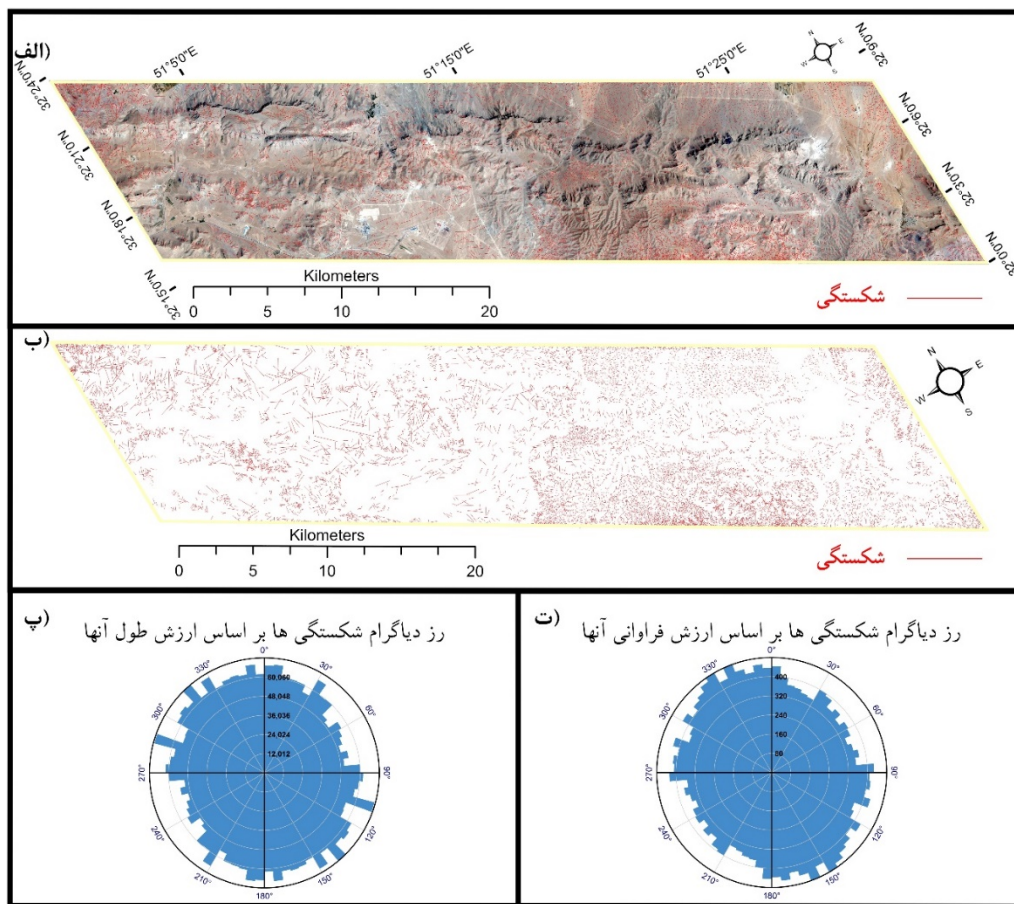 الف)
51°5'0"E
51°15'0"E
51°25'0"E
32°9'0"N
N
E
W
S
32°24'0"N
32°21'0"N
32°18'0"N
32°15'0"N
32°6'0"N
32°3'0"N
32°0'0"N
Kilometers
0 5 10 20
شکستگی
ب)
N
E
W
S
Kilometers
0 5 10 20
شکستگی
ت)
رز دیاگرام شکستگی ها بر اساس ارزش فراوانی آنها
0°
30°
60°
90°
120°
150°
180°
210°
240°
270°
300°
330°
400
320
240
160
پ)
رز دیاگرام شکستگی ها بر اساس ارزش طول آنها
0°
30°
60°
90°
120°
150°
180°
210°
240°
270°
300°
330°
60,060
48,048
36,036
24,024
12,012